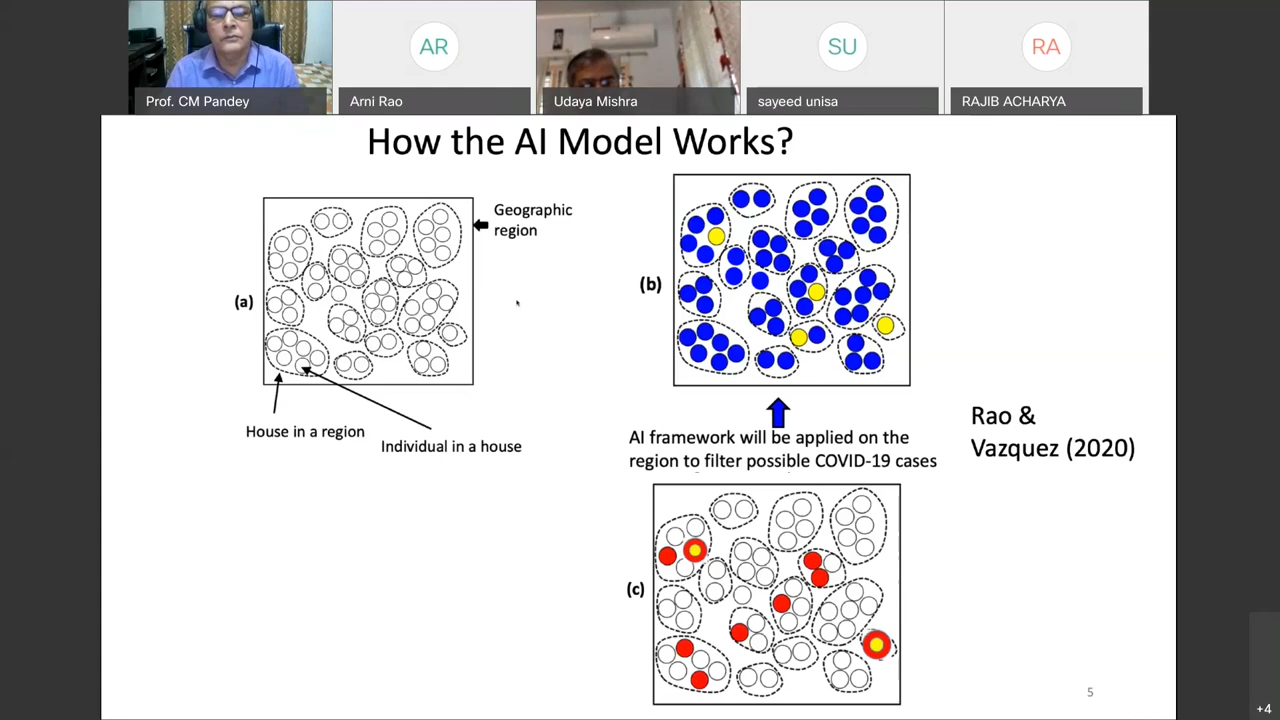 AR
SU
RA
Prof. CM Pandey
Arni Rao
Udaya Mishra
sayeed unisa
RAJIB ACHARYA
How the AI Model Works?
Geographic
region
(a)
House in a region
Individual in a house
(b)
AI framework will be applied on the
region to filter possible COVID-19 cases
Rao &
Vazquez (2020)
(c)
5
+4